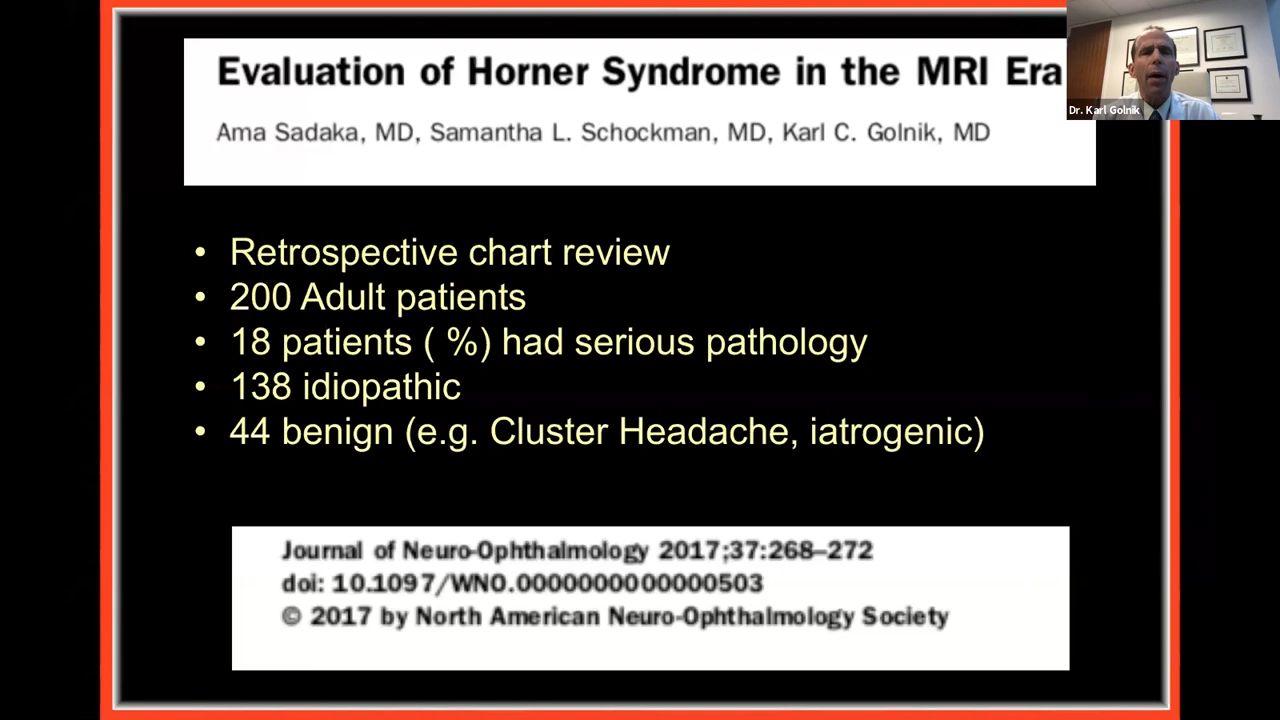 Evaluation of Horner Syndrome in the MRI Era
Ama Sadaka, MD, Samantha L. Schockman, MD, Karl C. Golnik, MD
Dr. Karl Golnik
• Retrospective chart review
• 200 Adult patients
• 18 patients ( %) had serious pathology
• 138 idiopathic
• 44 benign (e.g. Cluster Headache, iatrogenic)
Journal of Neuro-Ophthalmology 2017;37:268–272
doi: 10.1097/WNO.0000000000000503
© 2017 by North American Neuro-Ophthalmology Society